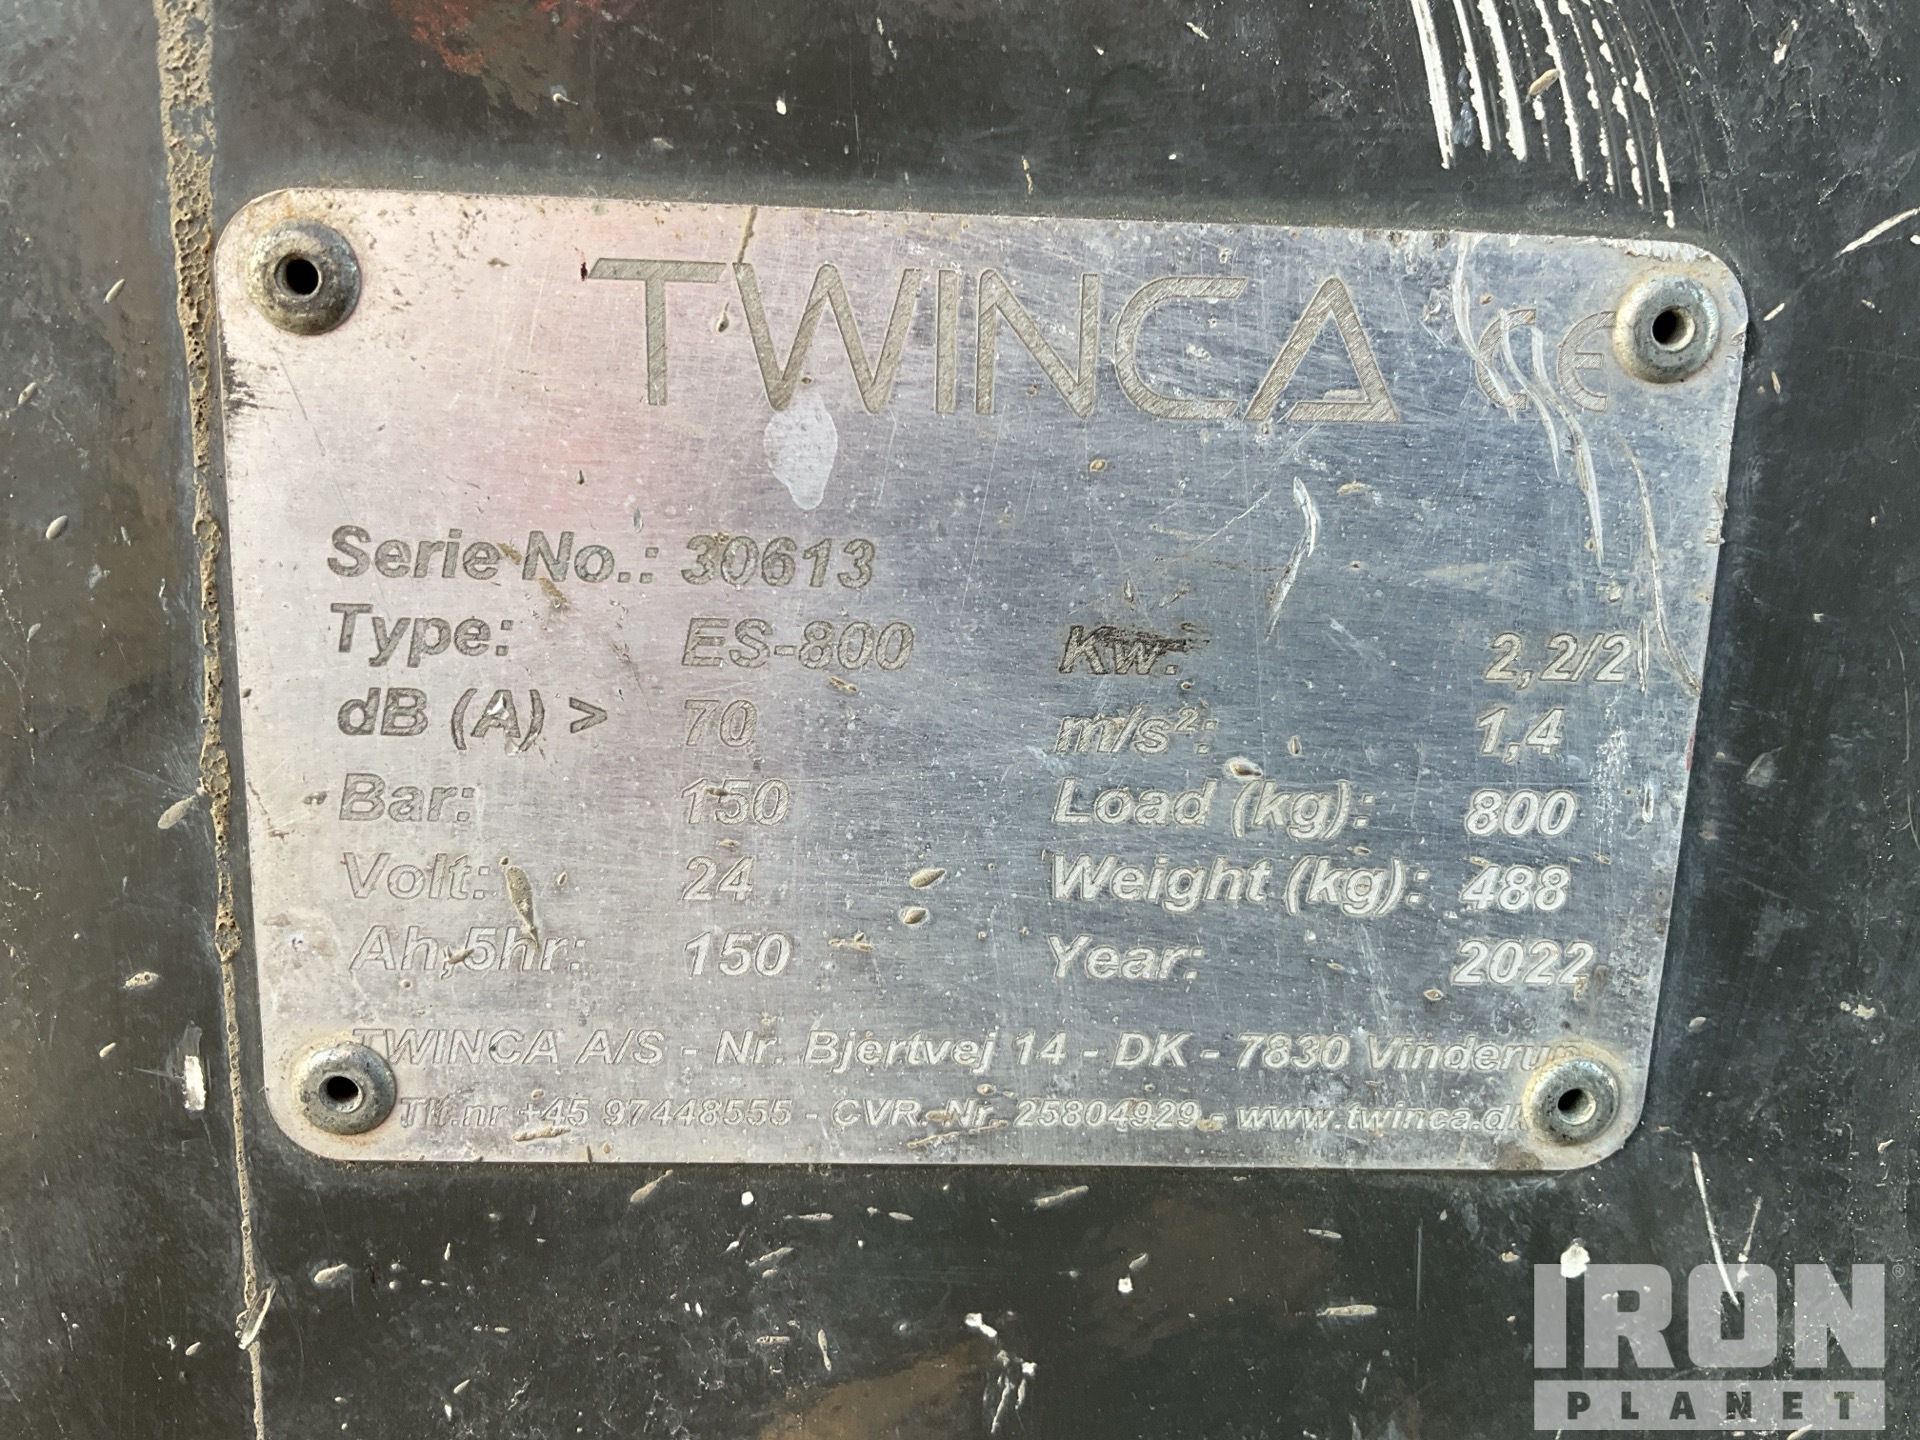 TWINCA CE
Serie No.: 30613
Type: ES-800 Kw: 2,2/2
dB (A) > 70 m/s²: 1,4
Bar: 150 Load (kg): 800
Volt: 24 Weight (kg): 488
Ah,5hr: 150 Year: 2022
TWINCA A/S - Nr. Bjertvej 14 - DK - 7830 Vinderup
Tlf.nr +45 97448555 - CVR.-Nr. 25804929 - www.twinca.dk
IRON®
PLANET